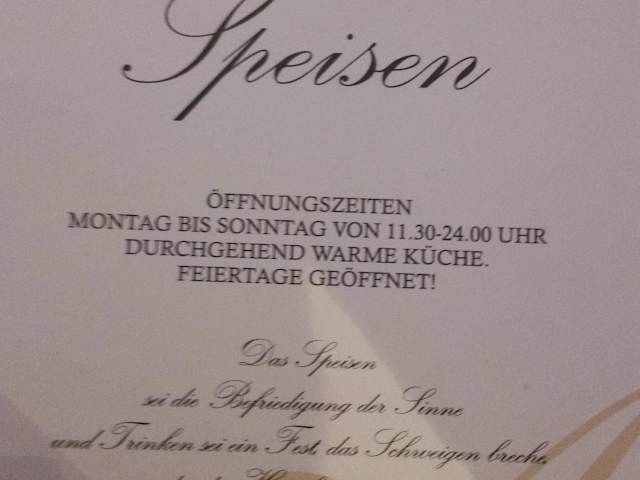 Speisen
ÖFFNUNGSZEITEN
MONTAG BIS SONNTAG VON 11.30-24.00 UHR
DURCHGEHEND WARME KÜCHE.
FEIERTAGE GEÖFFNET!
Das Speisen
sei die Befriedigung der Sinne
und Trinken sei ein Fest, das Schweigen breche,